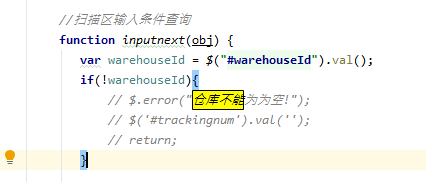 //扫描区输入条件查询
function inputnext(obj) {
var warehouseId = $("#warehouseId").val();
if(!warehouseId){
// $.error("仓库不能为为空!");
// $('#trackingnum').val('');
// return;
}